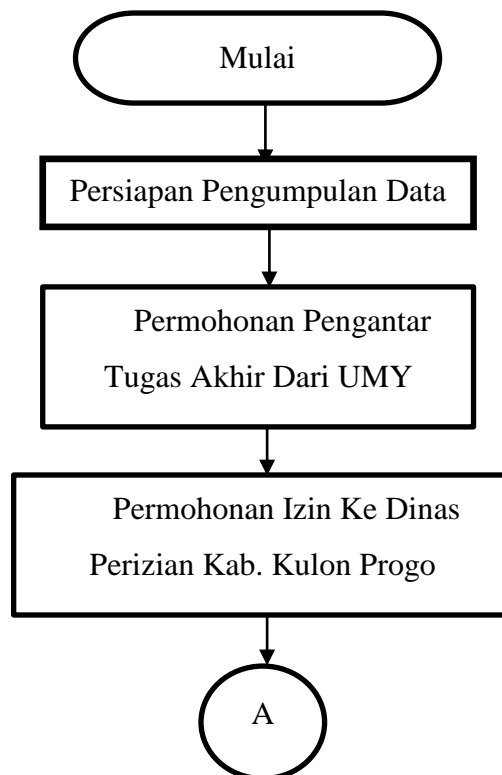 Mulai
Persiapan Pengumpulan Data
Permohonan Pengantar
Tugas Akhir Dari UMY
Permohonan Izin Ke Dinas
Perizian Kab. Kulon Progo
A